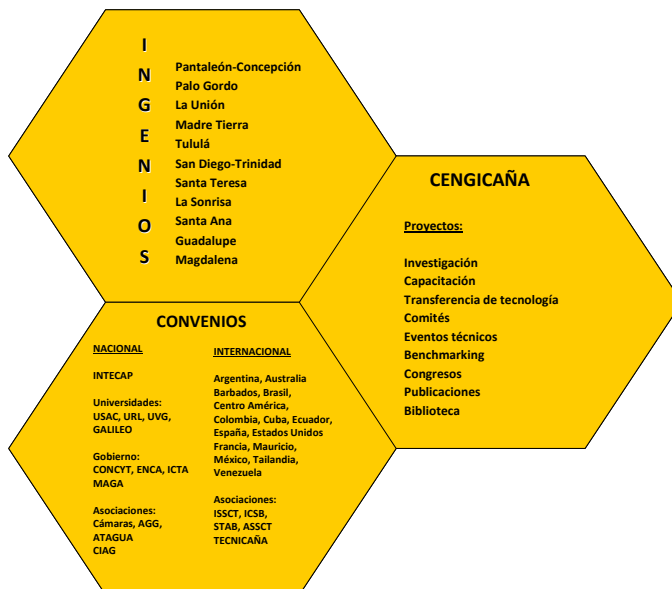 INGENIOS
Pantaleón-Concepción
Palo Gordo
La Unión
Madre Tierra
Tululá
San Diego-Trinidad
Santa Teresa
La Sonrisa
Santa Ana
Guadalupe
Magdalena
CENGICAÑA
Proyectos:
Investigación
Capacitación
Transferencia de tecnología
Comités
Eventos técnicos
Benchmarking
Congresos
Publicaciones
Biblioteca
CONVENIOS
NACIONAL
INTECAP
Universidades:
USAC, URL, UVG,
GALILEO
Gobierno:
CONCYT, ENCA, ICTA
MAGA
Asociaciones:
Cámaras, AGG,
ATAGUA
CIAG
INTERNACIONAL
Argentina, Australia
Barbados, Brasil,
Centro América,
Colombia, Cuba, Ecuador,
España, Estados Unidos
Francia, Mauricio,
México, Tailandia,
Venezuela
Asociaciones:
ISSCT, ICSB,
STAB, ASSCT
TECNICAÑA